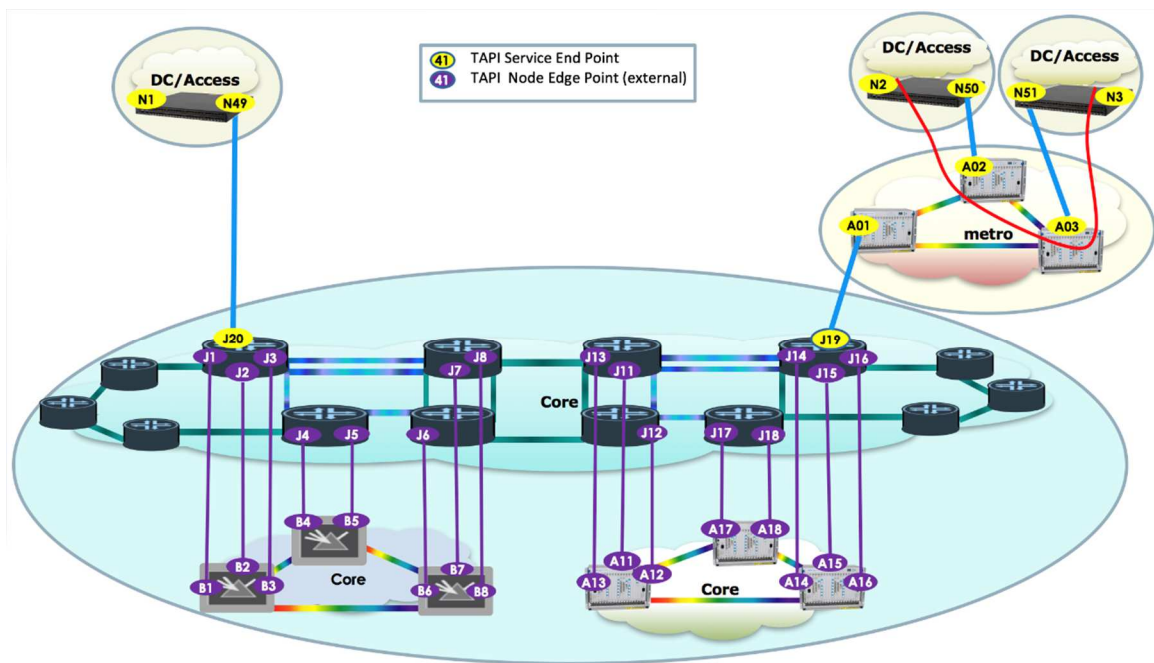 41 TAPI Service End Point
41 TAPI Node Edge Point (external)
DC/Access
N1 N49
DC/Access
N2 N50
DC/Access
N51 N3
A02
A01
A03
metro
J20
J1 J3
J2
J8
J7
J13
J11
J19
J14 J16
J15
Core
J4 J5
J6
J12
J17 J18
B4 B5
B2
B1 B3
Core
B7
B6 B8
A17 A18
A11
A13 A12
Core
A15
A14 A16